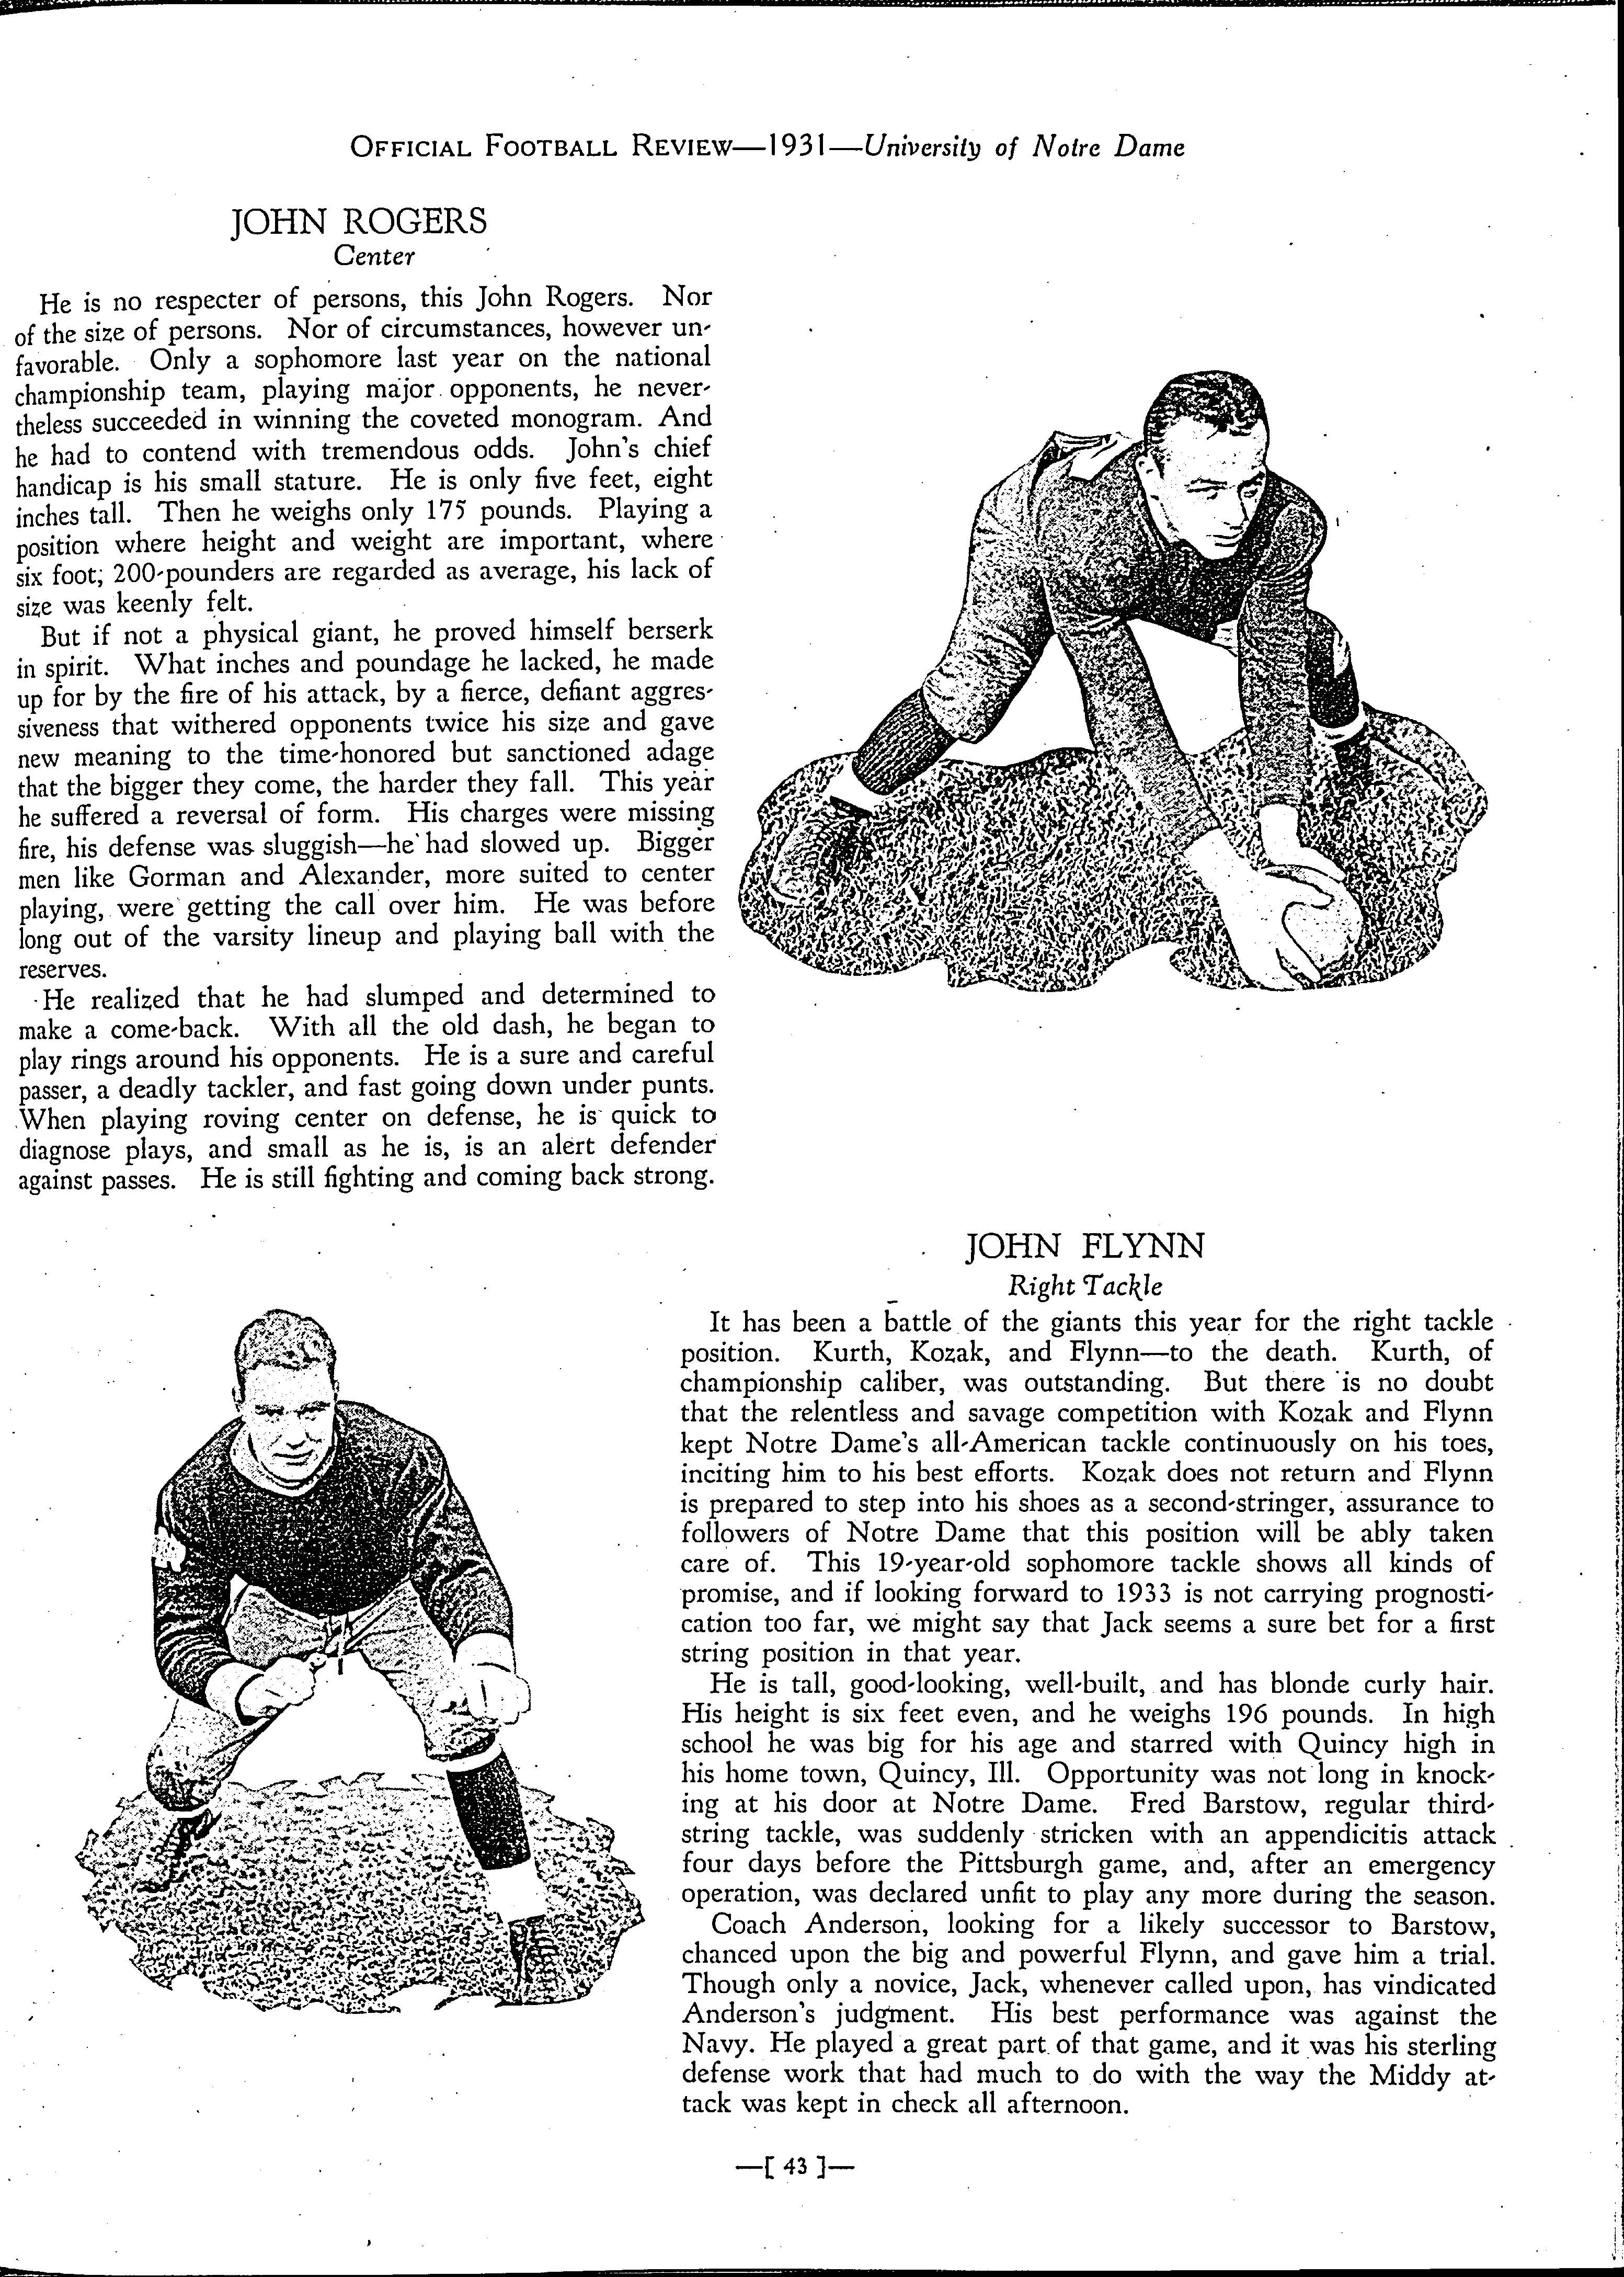 OFFICIAL FOOTBALL REVIEW—1931—University of Notre Dame
JOHN ROGERS
Center
He is no respecter of persons, this John Rogers. Nor
of the size of persons. Nor of circumstances, however un-
favorable. Only a sophomore last year on the national
championship team, playing major opponents, he never-
theless succeeded in winning the coveted monogram. And
he had to contend with tremendous odds. John's chief
handicap is his small stature. He is only five feet, eight
inches tall. Then he weighs only 175 pounds. Playing a
position where height and weight are important, where
six foot; 200-pounders are regarded as average, his lack of
size was keenly felt.
But if not a physical giant, he proved himself berserk
in spirit. What inches and poundage he lacked, he made
up for by the fire of his attack, by a fierce, defiant aggres-
siveness that withered opponents twice his size and gave
new meaning to the time-honored but sanctioned adage
that the bigger they come, the harder they fall. This year
he suffered a reversal of form. His charges were missing
fire, his defense was sluggish—he had slowed up. Bigger
men like Gorman and Alexander, more suited to center
playing, were getting the call over him. He was before
long out of the varsity lineup and playing ball with the
reserves.
He realized that he had slumped and determined to
make a come-back. With all the old dash, he began to
play rings around his opponents. He is a sure and careful
passer, a deadly tackler, and fast going down under punts.
When playing roving center on defense, he is quick to
diagnose plays, and small as he is, is an alert defender
against passes. He is still fighting and coming back strong.
JOHN FLYNN
Right Tackle
It has been a battle of the giants this year for the right tackle
position. Kurth, Kozak, and Flynn—to the death. Kurth, of
championship caliber, was outstanding. But there is no doubt
that the relentless and savage competition with Kozak and Flynn
kept Notre Dame's all-American tackle continuously on his toes,
inciting him to his best efforts. Kozak does not return and Flynn
is prepared to step into his shoes as a second-stringer, assurance to
followers of Notre Dame that this position will be ably taken
care of. This 19-year-old sophomore tackle shows all kinds of
promise, and if looking forward to 1933 is not carrying prognosti-
cation too far, we might say that Jack seems a sure bet for a first
string position in that year.
He is tall, good-looking, well-built, and has blonde curly hair.
His height is six feet even, and he weighs 196 pounds. In high
school he was big for his age and starred with Quincy high in
his home town, Quincy, Ill. Opportunity was not long in knock-
ing at his door at Notre Dame. Fred Barstow, regular third-
string tackle, was suddenly stricken with an appendicitis attack
four days before the Pittsburgh game, and, after an emergency
operation, was declared unfit to play any more during the season.
Coach Anderson, looking for a likely successor to Barstow,
chanced upon the big and powerful Flynn, and gave him a trial.
Though only a novice, Jack, whenever called upon, has vindicated
Anderson's judgment. His best performance was against the
Navy. He played a great part of that game, and it was his sterling
defense work that had much to do with the way the Middy at-
tack was kept in check all afternoon.
—[ 43 ]—